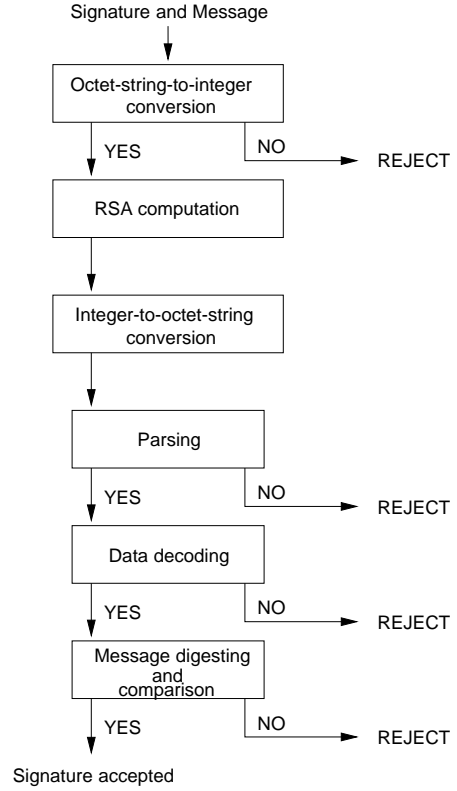 Signature and Message
Octet-string-to-integer
conversion
YES
NO
REJECT
RSA computation
Integer-to-octet-string
conversion
Parsing
YES
NO
REJECT
Data decoding
YES
NO
REJECT
Message digesting
and
comparison
YES
NO
REJECT
Signature accepted